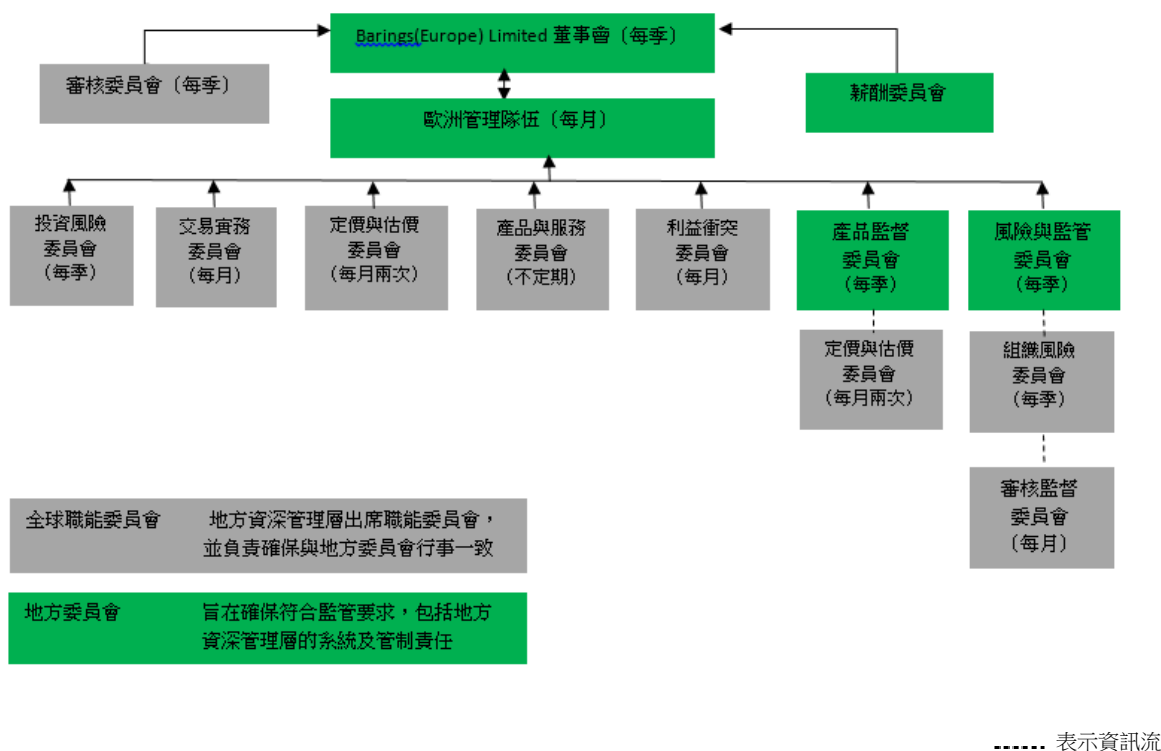 Barings(Europe) Limited 董事會（每季）
審核委員會（每季）
薪酬委員會
歐洲管理隊伍（每月）
投資風險
委員會
(每季)
交易實務
委員會
(每月)
定價與估價
委員會
(每月兩次)
產品與服務
委員會
(不定期)
利益衝突
委員會
(每月)
產品監督
委員會
(每季)
風險與監管
委員會
(每季)
定價與估價
委員會
(每月兩次)
組織風險
委員會
(每季)
審核監督
委員會
（每月）
全球職能委員會 地方資深管理層出席職能委員會，
並負責確保與地方委員會行事一致
地方委員會 旨在確保符合監管要求，包括地方
資深管理層的系統及管制責任
表示資訊流